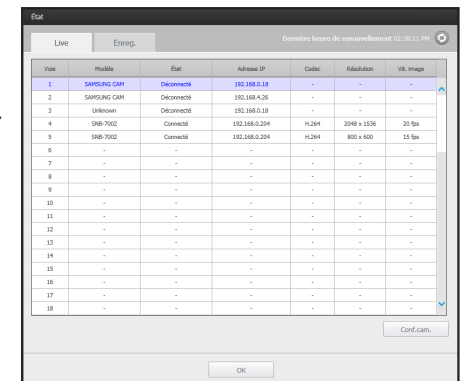 État
Live Enreg. Dernière heure de renouvellement 02:38:21 PM
Voie Modèle État Adresse IP Codec Résolution Vit. image
1 SAMSUNG CAM Déconnecté 192.168.0.18 - - -
2 SAMSUNG CAM Déconnecté 192.168.4.26 - - -
3 Unknown Déconnecté 192.168.0.18 - - -
4 SNB-7002 Connecté 192.168.0.204 H.264 2048 x 1536 20 fps
5 SNB-7002 Connecté 192.168.0.204 H.264 800 x 600 15 fps
6 - - - - - -
7 - - - - - -
8 - - - - - -
9 - - - - - -
10 - - - - - -
11 - - - - - -
12 - - - - - -
13 - - - - - -
14 - - - - - -
15 - - - - - -
16 - - - - - -
17 - - - - - -
18 - - - - - -
Conf.cam.
OK